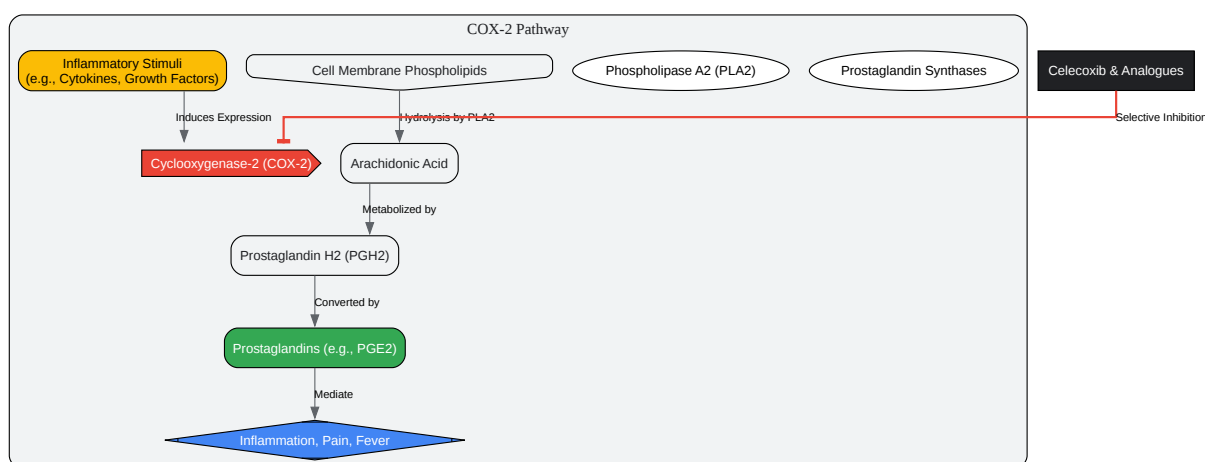 COX-2 Pathway
Inflammatory Stimuli
(e.g., Cytokines, Growth Factors)
Cell Membrane Phospholipids
Phospholipase A2 (PLA2)
Prostaglandin Synthases
Celecoxib & Analogues
Induces Expression
Hydrolysis by PLA2
Selective Inhibition
Cyclooxygenase-2 (COX-2)
Arachidonic Acid
Metabolized by
Prostaglandin H2 (PGH2)
Converted by
Prostaglandins (e.g., PGE2)
Mediate
Inflammation, Pain, Fever